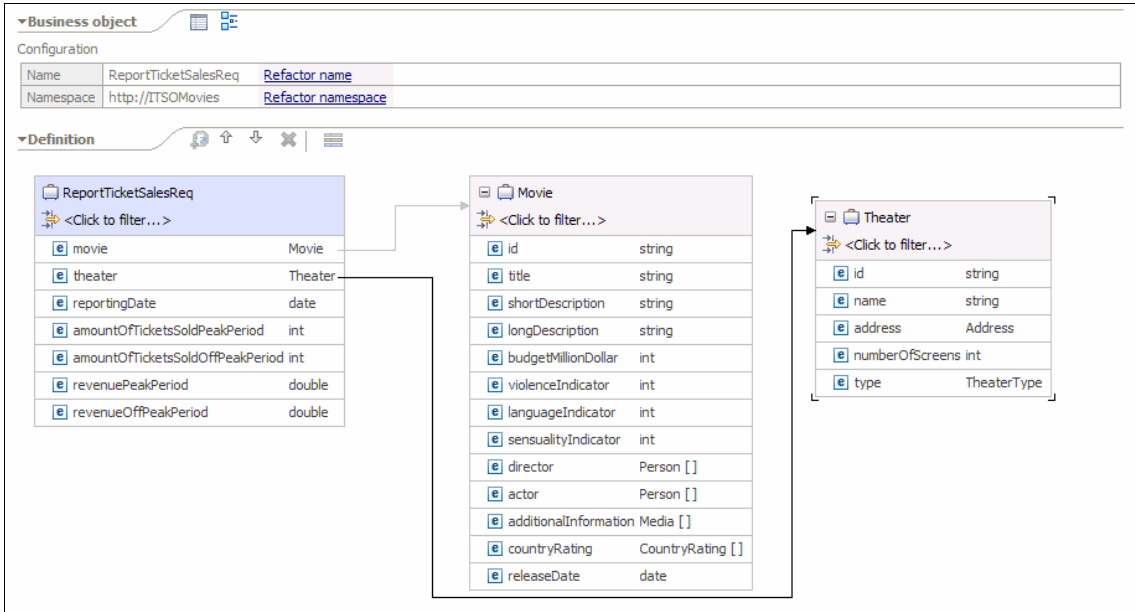 Business object
Configuration
Name ReportTicketSalesReq Refactor name
Namespace http://ITSOMovies Refactor namespace
Definition
ReportTicketSalesReq
<Click to filter...>
movie Movie
theater Theater
reportingDate date
amountOfTicketsSoldPeakPeriod int
amountOfTicketsSoldOffPeakPeriod int
revenuePeakPeriod double
revenueOffPeakPeriod double
Movie
<Click to filter...>
id string
title string
shortDescription string
longDescription string
budgetMillionDollar int
violenceIndicator int
languageIndicator int
sensualityIndicator int
director Person []
actor Person []
additionalInformation Media []
countryRating CountryRating []
releaseDate date
Theater
<Click to filter...>
id string
name string
address Address
numberOfScreens int
type TheaterType